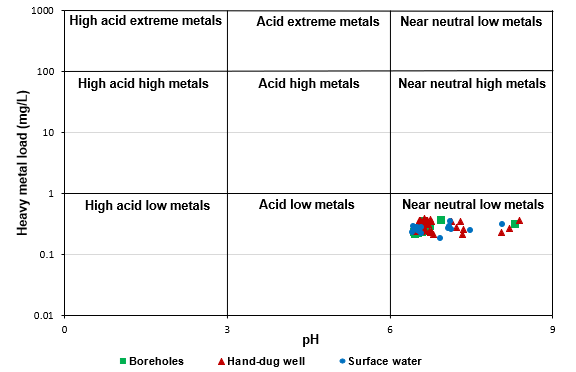 1000
High acid extreme metals Acid extreme metals Near neutral low metals
100
High acid high metals Acid high metals Near neutral high metals
10
1
High acid low metals Acid low metals Near neutral low metals
0.1
0.01
0 3 6 9
Heavy metal load (mg/L)
pH
Boreholes Hand-dug well Surface water